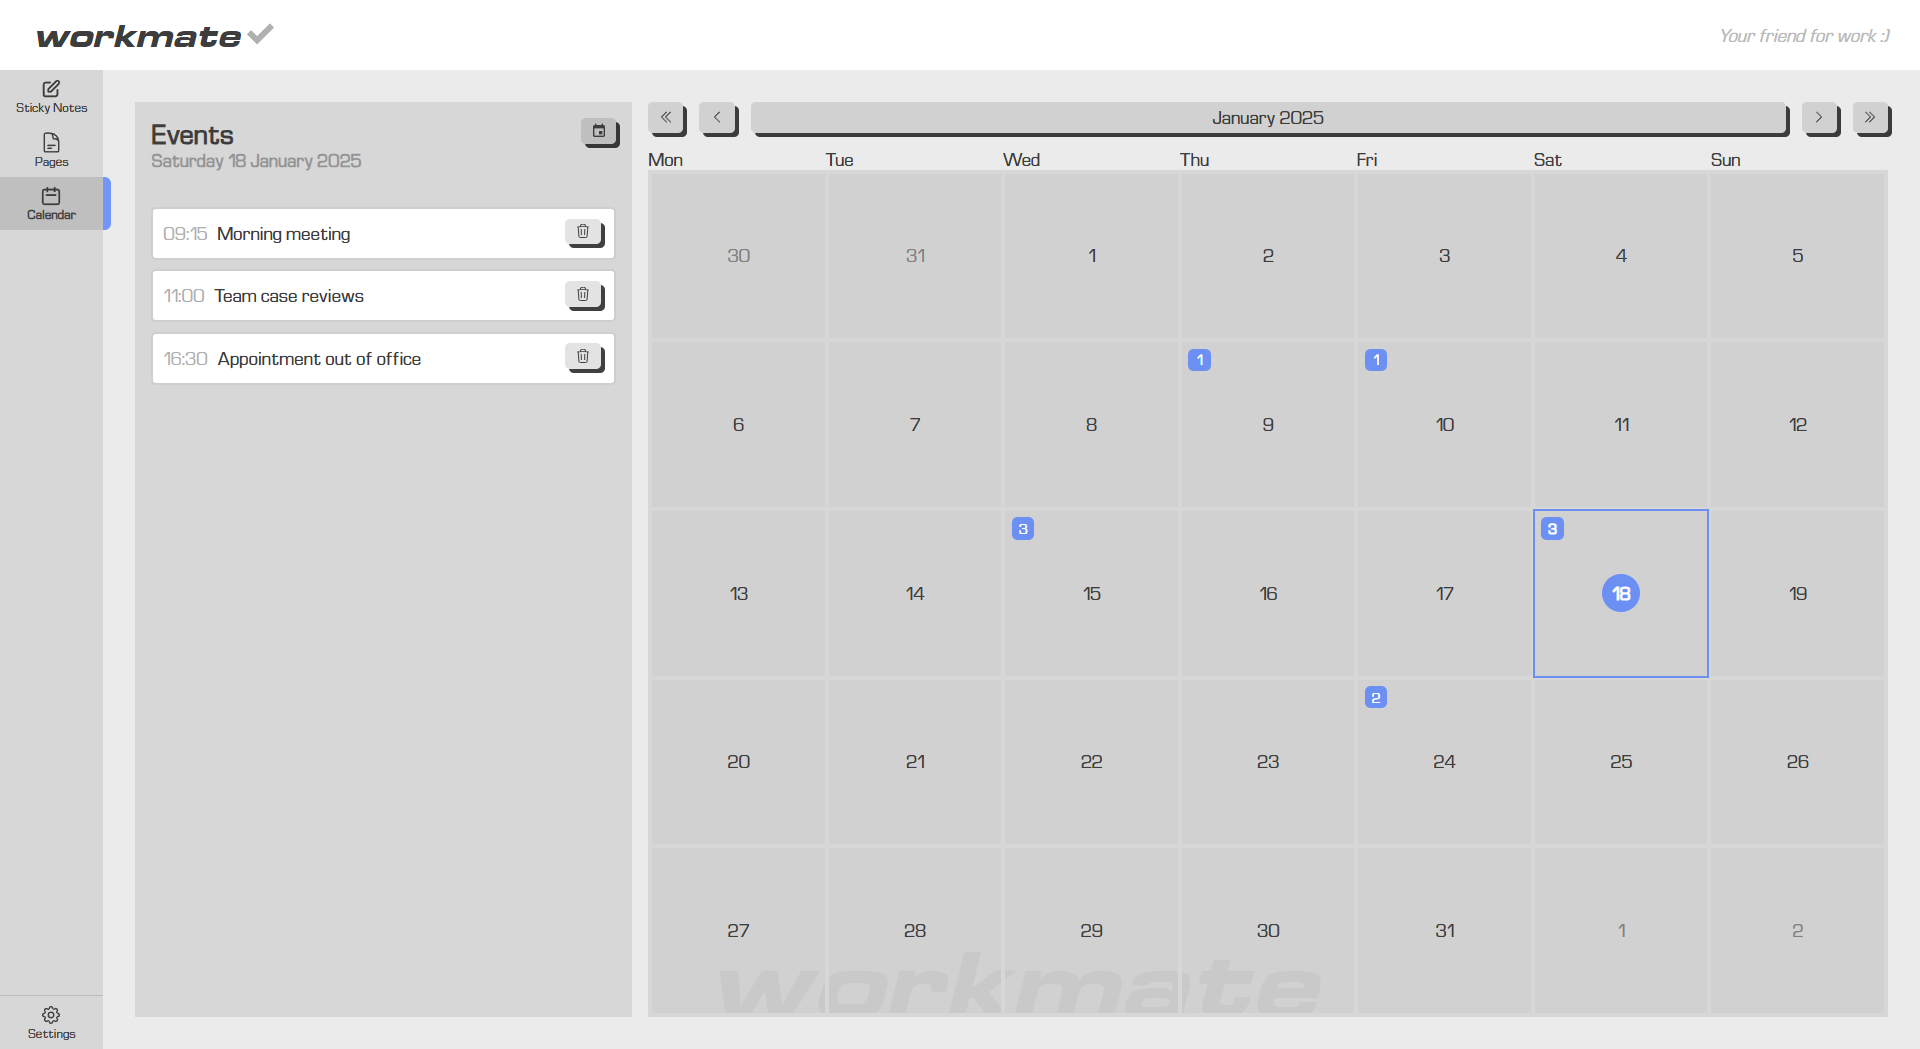 workmate
Your friend for work :)
Sticky Notes
Pages
Calendar
Settings
Events
Saturday 18 January 2025
09:15 Morning meeting
11:00 Team case reviews
16:30 Appointment out of office
January 2025
Mon Tue Wed Thu Fri Sat Sun
30 31 1 2 3 4 5
1 1
6 7 8 9 10 11 12
3 3
13 14 15 16 17 18 19
2
20 21 22 23 24 25 26
27 28 29 30 31 1 2
workmate